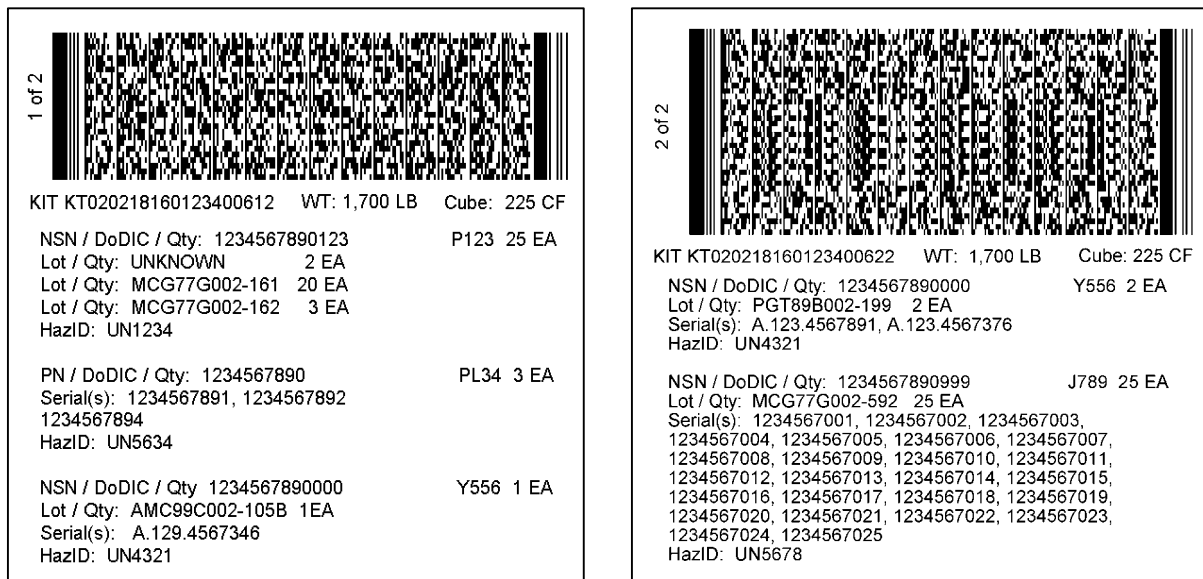 1 of 2
KIT KT020218160123400612 WT: 1,700 LB Cube: 225 CF
NSN / DoDIC / Qty: 1234567890123 P123 25 EA
Lot / Qty: UNKNOWN 2 EA
Lot / Qty: MCG77G002-161 20 EA
Lot / Qty: MCG77G002-162 3 EA
HazID: UN1234
PN / DoDIC / Qty: 1234567890 PL34 3 EA
Serial(s): 1234567891, 1234567892
1234567894
HazID: UN5634
NSN / DoDIC / Qty 1234567890000 Y556 1 EA
Lot / Qty: AMC99C002-105B 1EA
Serial(s): A.129.4567346
HazID: UN4321
2 of 2
KIT KT020218160123400622 WT: 1,700 LB Cube: 225 CF
NSN / DoDIC / Qty: 1234567890000 Y556 2 EA
Lot / Qty: PGT89B002-199 2 EA
Serial(s): A.123.4567891, A.123.4567376
HazID: UN4321
NSN / DoDIC / Qty: 1234567890999 J789 25 EA
Lot / Qty: MCG77G002-592 25 EA
Serial(s): 1234567001, 1234567002, 1234567003,
1234567004, 1234567005, 1234567006, 1234567007,
1234567008, 1234567009, 1234567010, 1234567011,
1234567012, 1234567013, 1234567014, 1234567015,
1234567016, 1234567017, 1234567018, 1234567019,
1234567020, 1234567021, 1234567022, 1234567023,
1234567024, 1234567025
HazID: UN5678